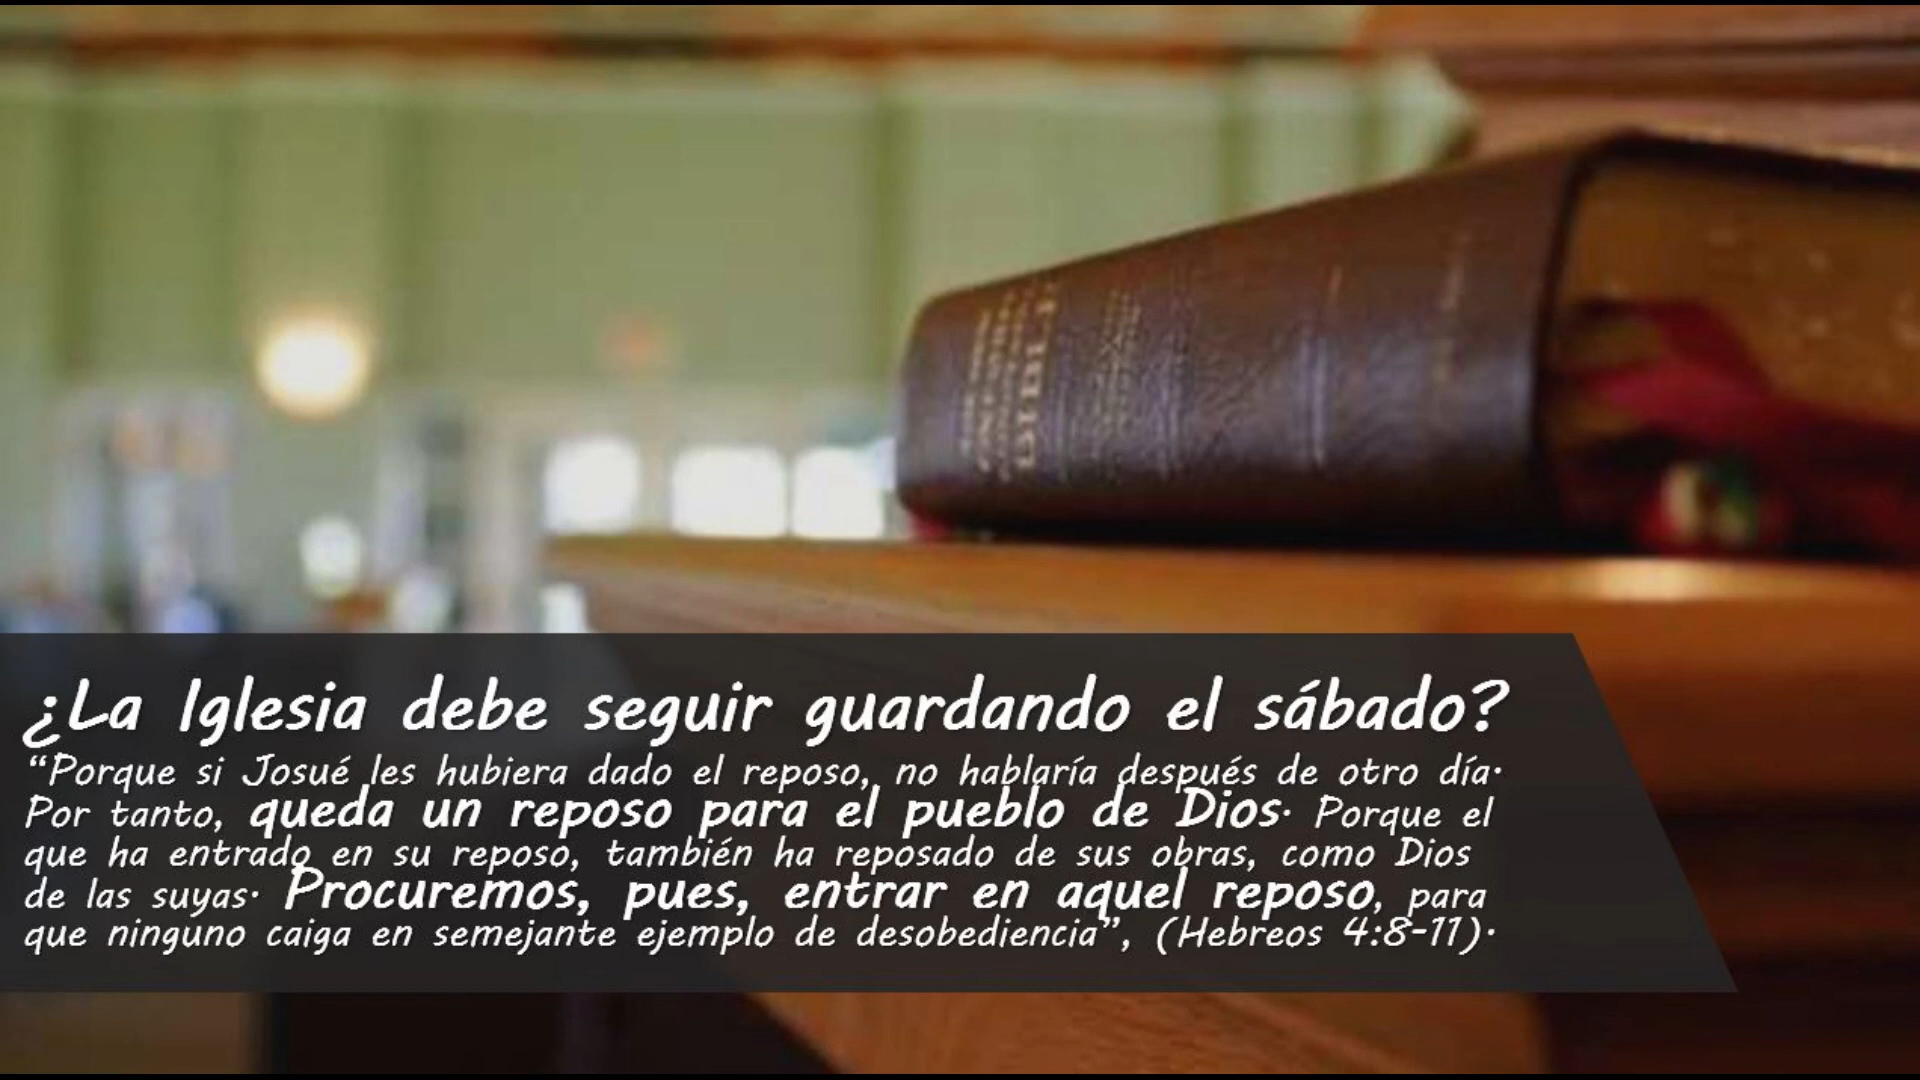 ¿La Iglesia debe seguir guardando el sábado?
“Porque si Josué les hubiera dado el reposo, no hablaría después de otro día.
Por tanto, queda un reposo para el pueblo de Dios. Porque el
que ha entrado en su reposo, también ha reposado de sus obras, como Dios
de las suyas. Procuremos, pues, entrar en aquel reposo, para
que ninguno caiga en semejante ejemplo de desobediencia”, (Hebreos 4:8-11).